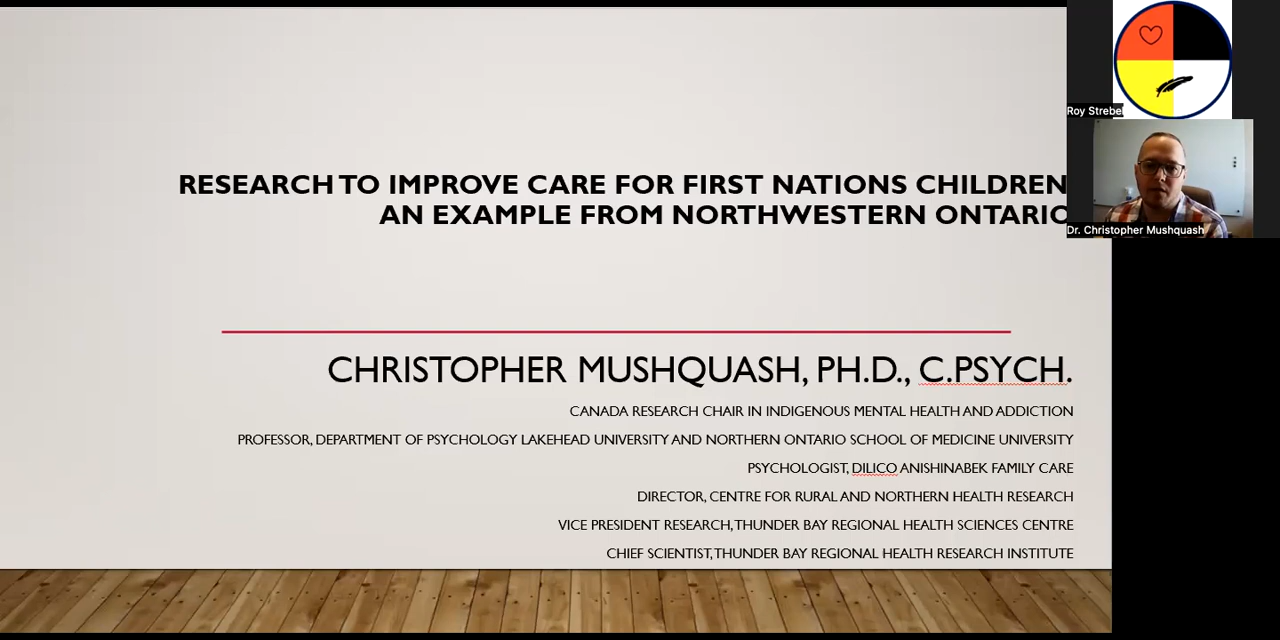 RESEARCH TO IMPROVE CARE FOR FIRST NATIONS CHILDREN
AN EXAMPLE FROM NORTHWESTERN ONTARIO
CHRISTOPHER MUSHQUASH, PH.D., C.PSYCH.
CANADA RESEARCH CHAIR IN INDIGENOUS MENTAL HEALTH AND ADDICTION
PROFESSOR, DEPARTMENT OF PSYCHOLOGY LAKEHEAD UNIVERSITY AND NORTHERN ONTARIO SCHOOL OF MEDICINE UNIVERSITY
PSYCHOLOGIST, DILICO ANISHINABEK FAMILY CARE
DIRECTOR, CENTRE FOR RURAL AND NORTHERN HEALTH RESEARCH
VICE PRESIDENT RESEARCH, THUNDER BAY REGIONAL HEALTH SCIENCES CENTRE
CHIEF SCIENTIST, THUNDER BAY REGIONAL HEALTH RESEARCH INSTITUTE
Roy Strebel
Dr. Christopher Mushquash